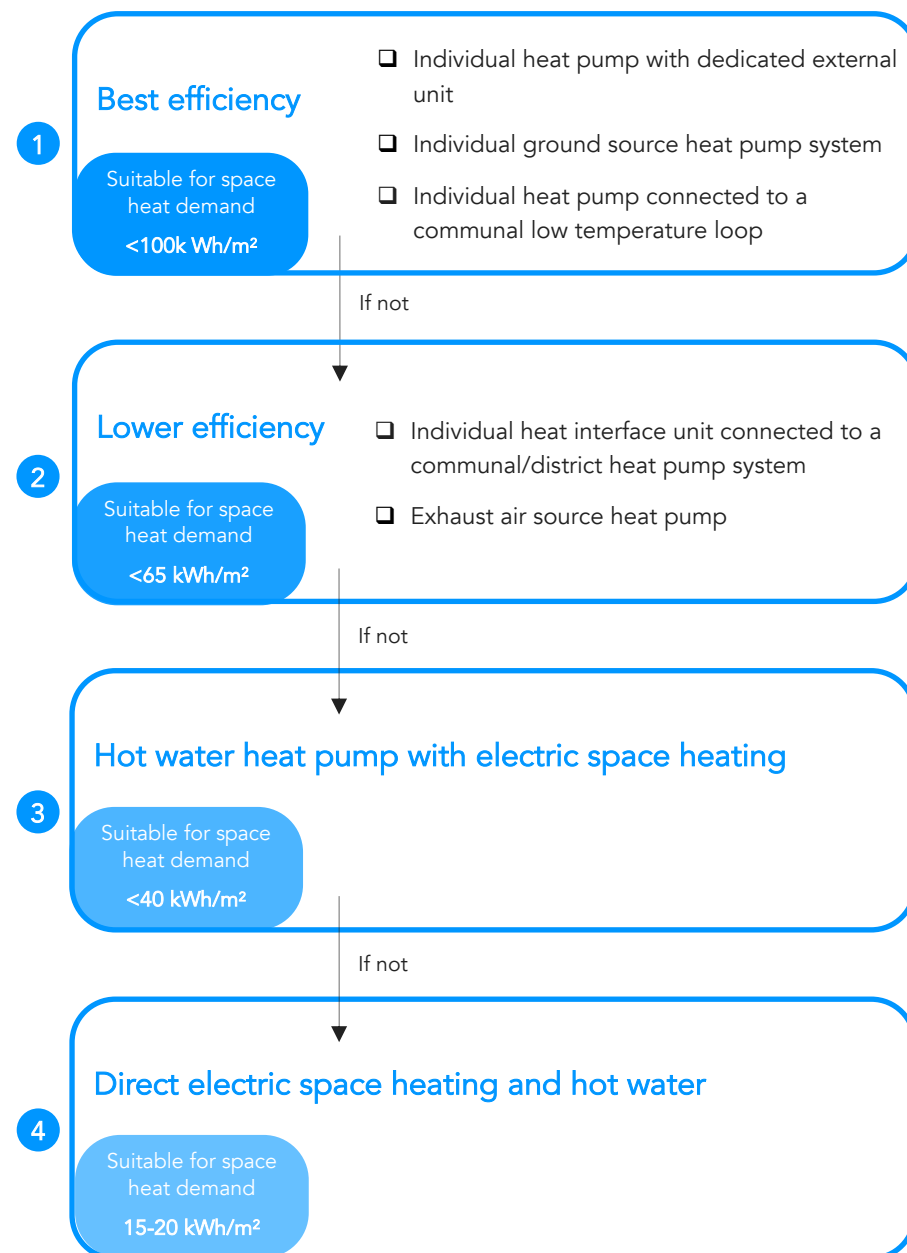 1
Best efficiency
Suitable for space
heat demand
<100k Wh/m²
❑ Individual heat pump with dedicated external
unit
❑ Individual ground source heat pump system
❑ Individual heat pump connected to a
communal low temperature loop
If not
2
Lower efficiency
Suitable for space
heat demand
<65 kWh/m²
❑ Individual heat interface unit connected to a
communal/district heat pump system
❑ Exhaust air source heat pump
If not
3
Hot water heat pump with electric space heating
Suitable for space
heat demand
<40 kWh/m²
If not
4
Direct electric space heating and hot water
Suitable for space
heat demand
15-20 kWh/m²